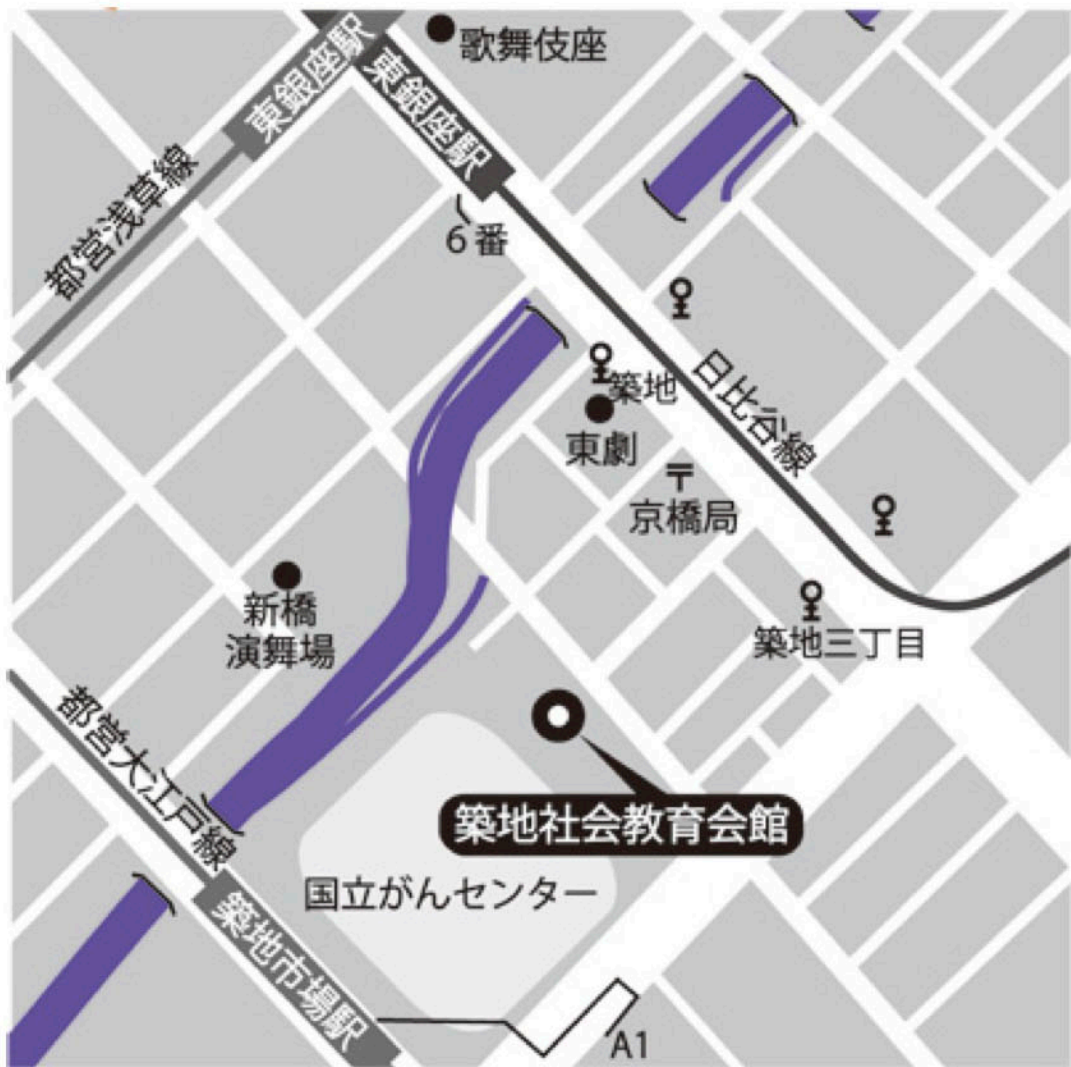 歌舞伎座
東銀座駅
東銀座駅
都営浅草線
6番
築地
東劇
日比谷線
〒
京橋局
新橋
演舞場
築地三丁目
都営大江戸線
築地社会教育会館
国立がんセンター
築地市場駅
A1